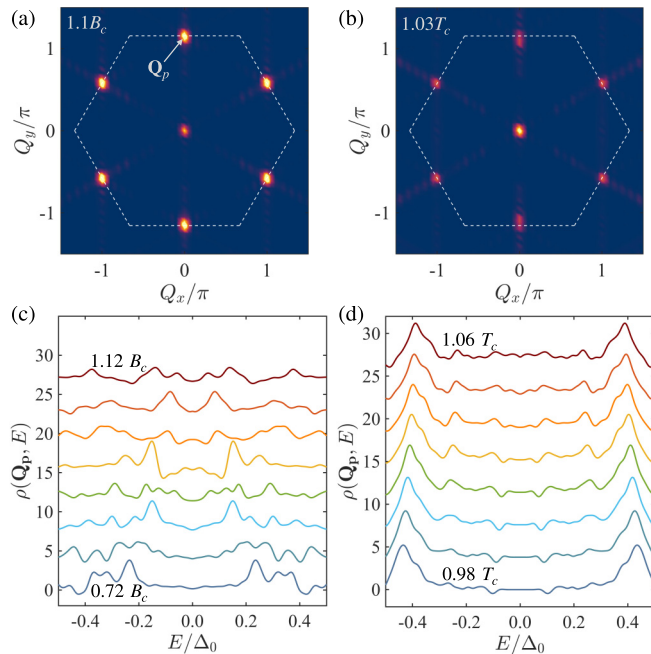 (a)
1.1B_c
Q_p
1
0
-1
Q_y/π
-1
0
1
Q_x/π
(b)
1.03T_c
1
0
-1
Q_y/π
-1
0
1
Q_x/π
(c)
30
25
20
15
10
5
0
ρ(Q_p, E)
1.12 B_c
0.72 B_c
-0.4
-0.2
0.0
0.2
0.4
E/Δ_0
(d)
30
25
20
15
10
5
0
ρ(Q_p, E)
1.06 T_c
0.98 T_c
-0.4
-0.2
0.0
0.2
0.4
E/Δ_0